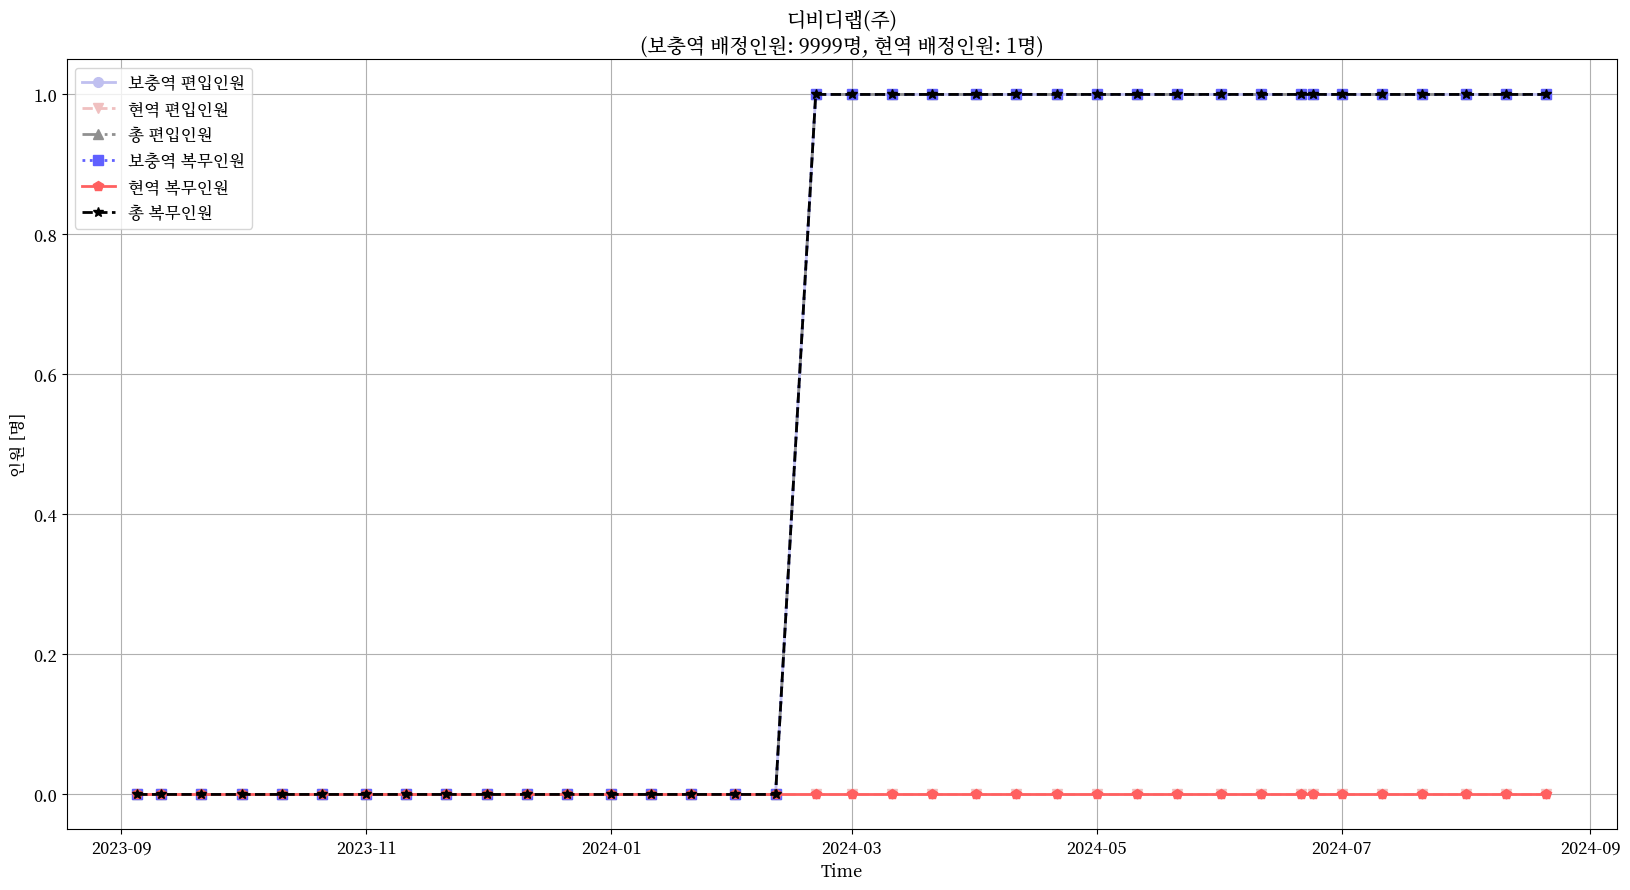 디비디랩(주)
(보충역 배정인원: 9999명, 현역 배정인원: 1명)
보충역 편입인원
현역 편입인원
총 편입인원
보충역 복무인원
현역 복무인원
총 복무인원
인원 [명]
1.0
0.8
0.6
0.4
0.2
0.0
2023-09 2023-11 2024-01 2024-03 2024-05 2024-07 2024-09
Time